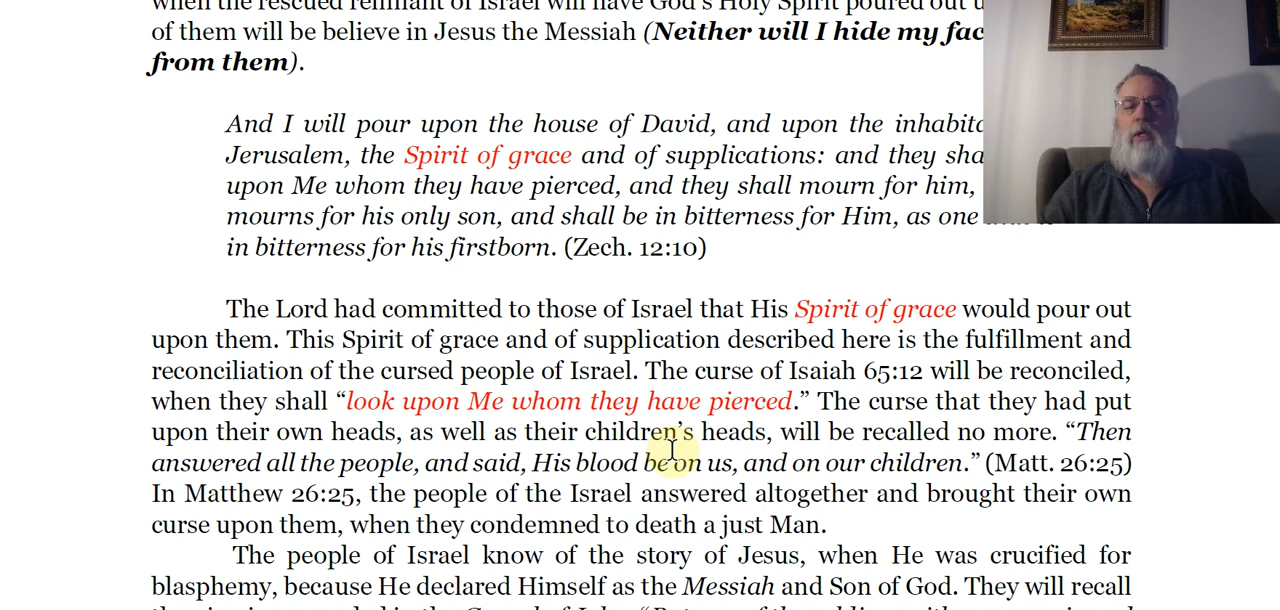 when the rescued remnant of Israel will have God's Holy Spirit poured out
of them will be believe in Jesus the Messiah (Neither will I hide my
from them).
And I will pour upon the house of David, and upon the
Jerusalem, the Spirit of grace and of supplications: and they
upon Me whom they have pierced, and they shall mourn for him,
mourns for his only son, and shall be in bitterness for Him, as one
in bitterness for his firstborn. (Zech. 12:10)
The Lord had committed to those of Israel that His Spirit of grace would pour out
upon them. This Spirit of grace and of supplication described here is the fulfillment and
reconciliation of the cursed people of Israel. The curse of Isaiah 65:12 will be reconciled,
when they shall “look upon Me whom they have pierced.” The curse that they had put
upon their own heads, as well as their children’s heads, will be recalled no more. “Then
answered all the people, and said, His blood be on us, and on our children.” (Matt. 26:25)
In Matthew 26:25, the people of the Israel answered altogether and brought their own
curse upon them, when they condemned to death a just Man.
The people of Israel know of the story of Jesus, when He was crucified for
blasphemy, because He declared Himself as the Messiah and Son of God. They will recall